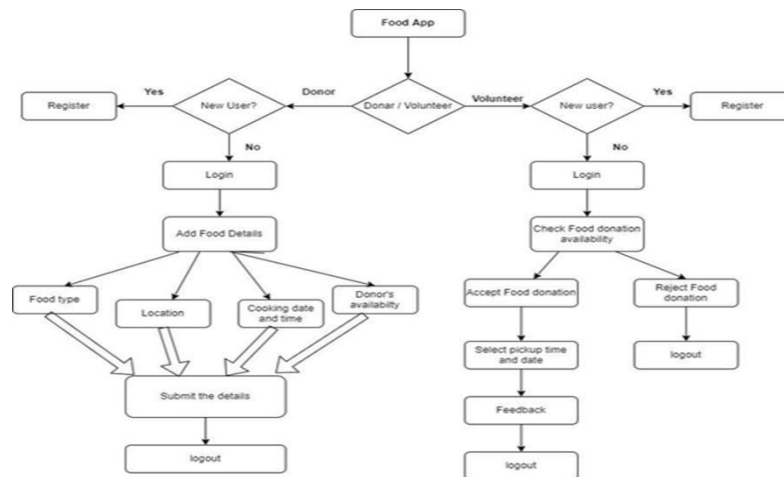 Food App
Donor
Donar / Volunteer
Volunteer
Yes
New User?
Register
No
Login
Add Food Details
Food type
Location
Cooking date
and time
Donor's
availabilty
Submit the details
logout
New user?
Yes
Register
No
Login
Check Food donation
availability
Accept Food donation
Reject Food
donation
Select pickup time
and date
logout
Feedback
logout